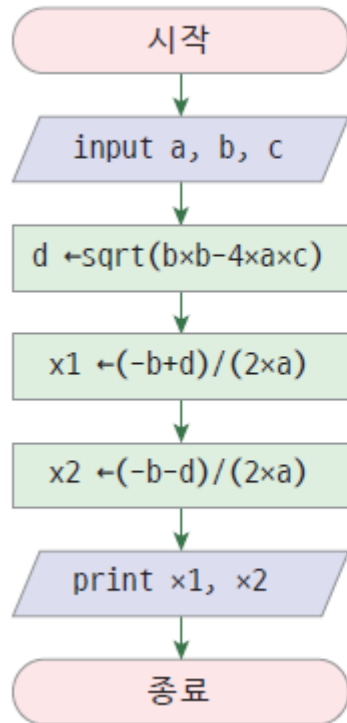 시작
input a, b, c
d ←sqrt(b×b-4×a×c)
x1 ←(-b+d)/(2×a)
x2 ←(-b-d)/(2×a)
print ×1, ×2
종료